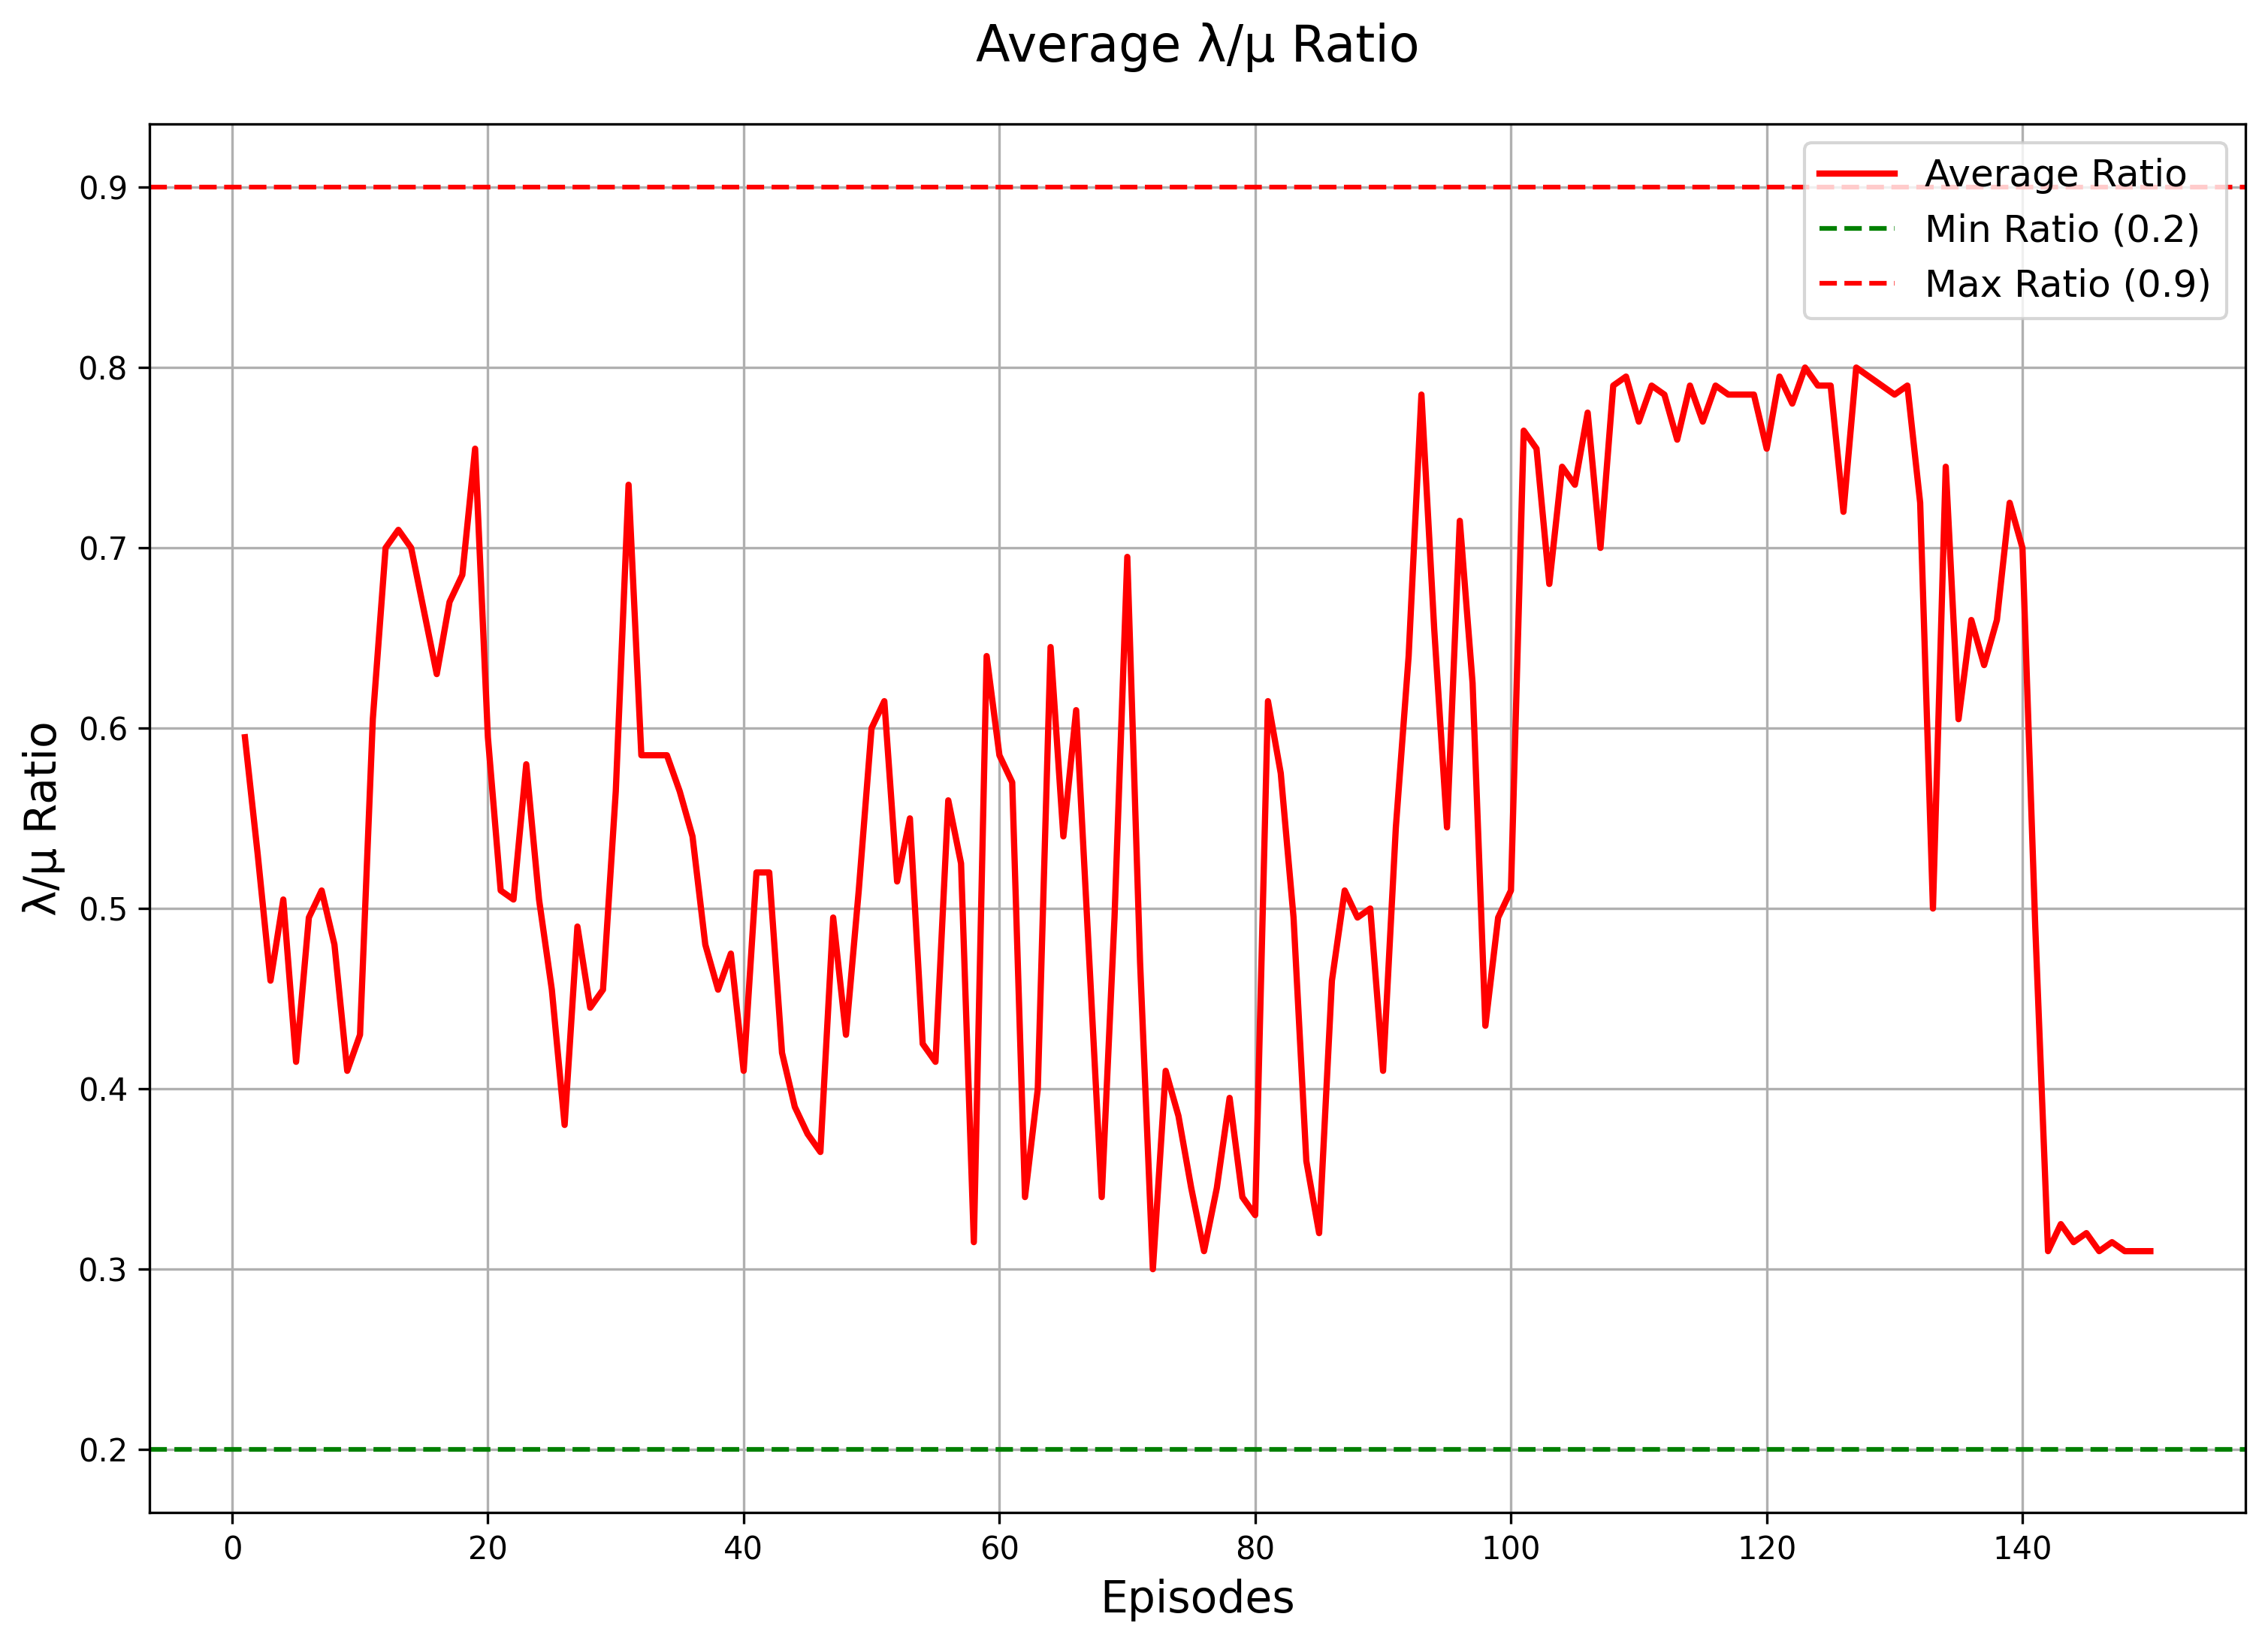 Average λ/μ Ratio
Average Ratio
Min Ratio (0.2)
Max Ratio (0.9)
λ/μ Ratio
0.9
0.8
0.7
0.6
0.5
0.4
0.3
0.2
0 20 40 60 80 100 120 140
Episodes